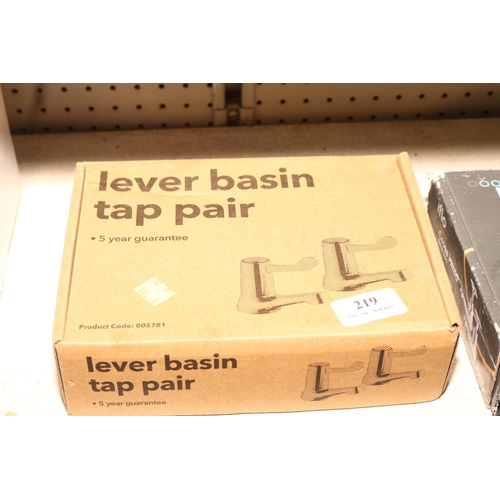 lever basin
tap pair
• 5 year guarantee
219
Product Code: 805781
lever basin
tap pair
• 5 year guarantee